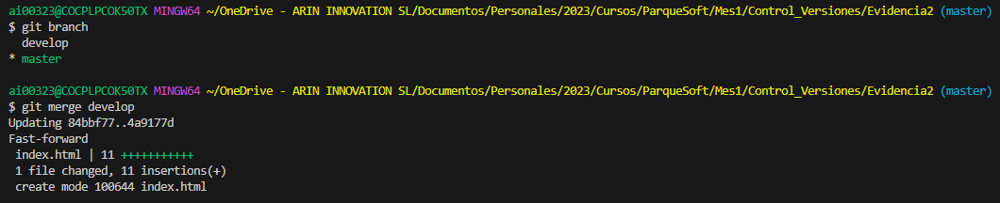 ai00323@COCPLPCOK50TX MINGW64 ~/OneDrive - ARIN INNOVATION SL/Documentos/Personales/2023/Cursos/ParqueSoft/Mes1/Control_Versiones/Evidencia2 (master)
$ git branch
  develop
* master

ai00323@COCPLPCOK50TX MINGW64 ~/OneDrive - ARIN INNOVATION SL/Documentos/Personales/2023/Cursos/ParqueSoft/Mes1/Control_Versiones/Evidencia2 (master)
$ git merge develop
Updating 84bbf77..4a9177d
Fast-forward
 index.html | 11 +++++++++++
 1 file changed, 11 insertions(+)
 create mode 100644 index.html